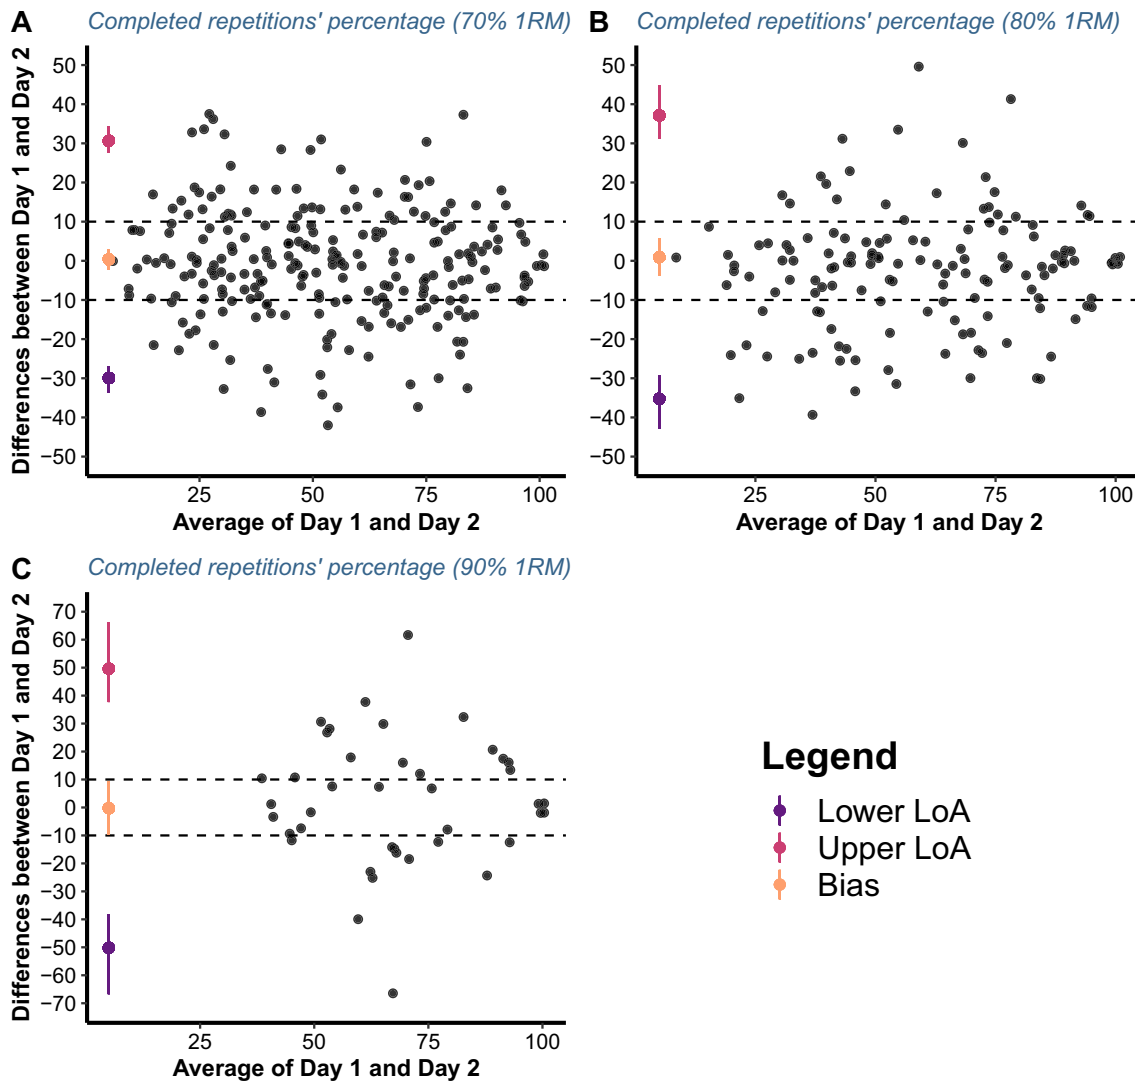 A Completed repetitions' percentage (70% 1RM)
Differences beetween Day 1 and Day 2
50
40
30
20
10
0
−10
−20
−30
−40
−50
25 50 75 100
Average of Day 1 and Day 2
B Completed repetitions' percentage (80% 1RM)
50
40
30
20
10
0
−10
−20
−30
−40
−50
25 50 75 100
Average of Day 1 and Day 2
C Completed repetitions' percentage (90% 1RM)
Differences beetween Day 1 and Day 2
70
60
50
40
30
20
10
0
−10
−20
−30
−40
−50
−60
−70
25 50 75 100
Average of Day 1 and Day 2
Legend
Lower LoA
Upper LoA
Bias